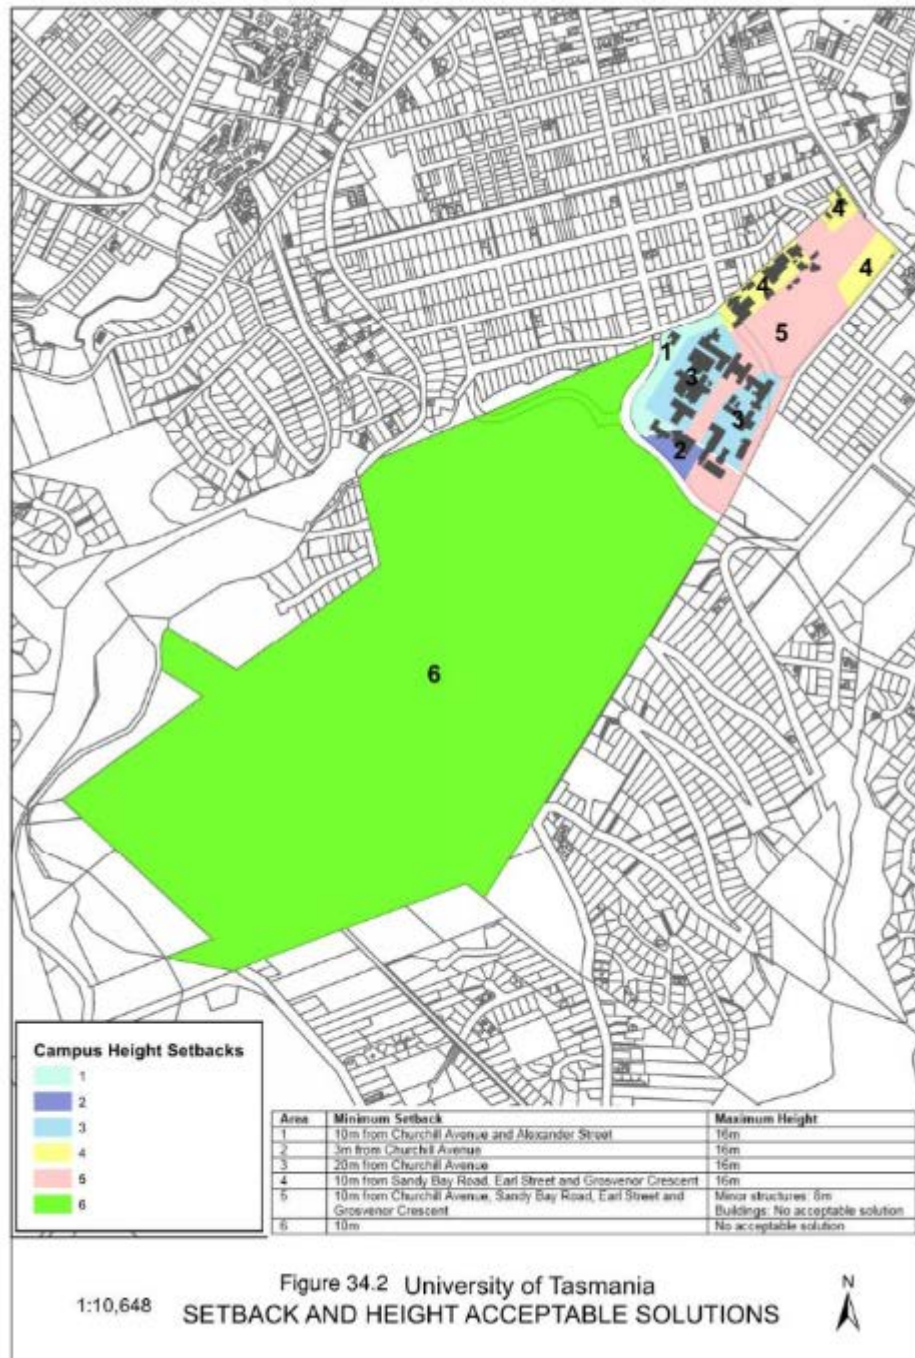 4
4
4
5
1
3
3
2
6
Campus Height Setbacks
1
2
3
4
5
6
Area Minimum Setback Maximum Height
1 10m from Churchill Avenue and Alexander Street 16m
2 3m from Churchill Avenue 16m
3 20m from Churchill Avenue 16m
4 10m from Sandy Bay Road, Earl Street and Grosvenor Crescent 16m
5 10m from Churchill Avenue, Sandy Bay Road, Earl Street and Minor structures: 8m
Grosvenor Crescent Buildings: No acceptable solution
6 10m No acceptable solution
Figure 34.2 University of Tasmania
1:10,648
SETBACK AND HEIGHT ACCEPTABLE SOLUTIONS
N